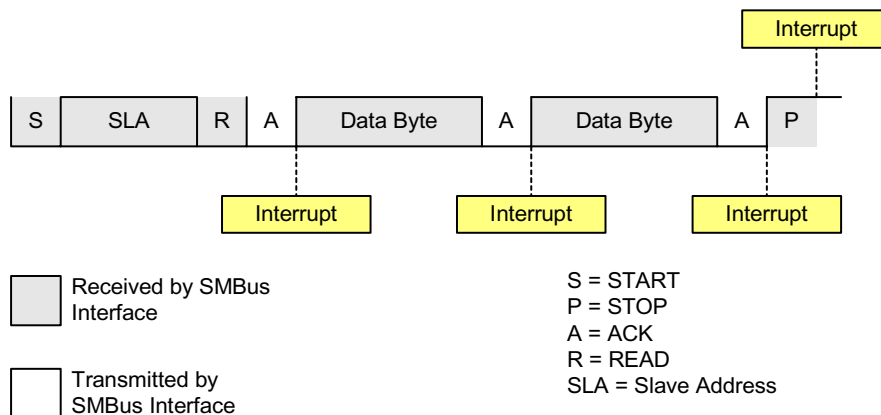 Interrupt
S SLA R A Data Byte A Data Byte A P
Interrupt Interrupt Interrupt
Received by SMBus
Interface
Transmitted by
SMBus Interface
S = START
P = STOP
A = ACK
R = READ
SLA = Slave Address